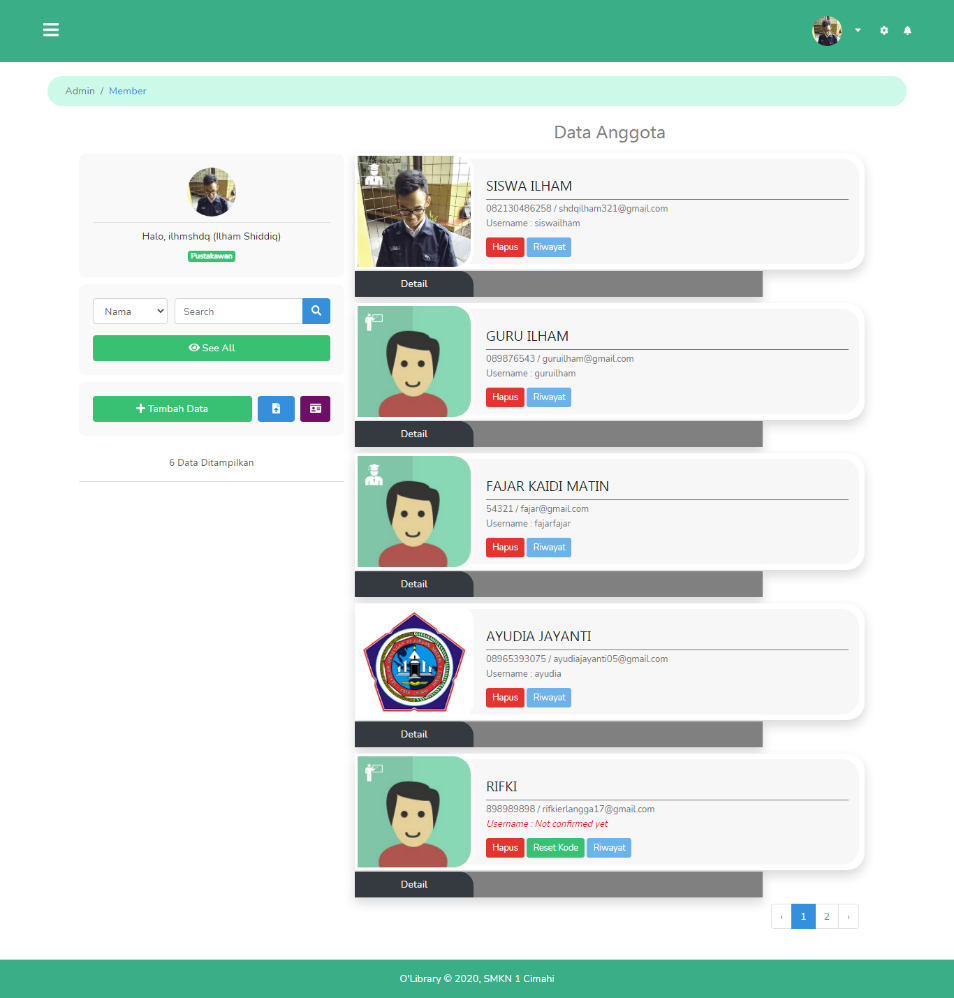 Admin / Member
Data Anggota
Halo, ilhmshdq (Ilham Shiddiq)
Pustakawan
Nama
Search
See All
Tambah Data
6 Data Ditampilkan
SISWA ILHAM
082130486258 / shdqilham321@gmail.com
Username : siswailham
Hapus Riwayat
Detail
GURU ILHAM
089876543 / guruilham@gmail.com
Username : guruilham
Hapus Riwayat
Detail
FAJAR KAIDI MATIN
54321 / fajar@gmail.com
Username : fajarfajar
Hapus Riwayat
Detail
AYUDIA JAYANTI
08965393075 / ayudiajayanti05@gmail.com
Username : ayudia
Hapus Riwayat
Detail
RIFKI
898989898 / rifkierlangga17@gmail.com
Username : Not confirmed yet
Hapus Reset Kode Riwayat
Detail
‹ 1 2 ›
O'Library © 2020, SMKN 1 Cimahi